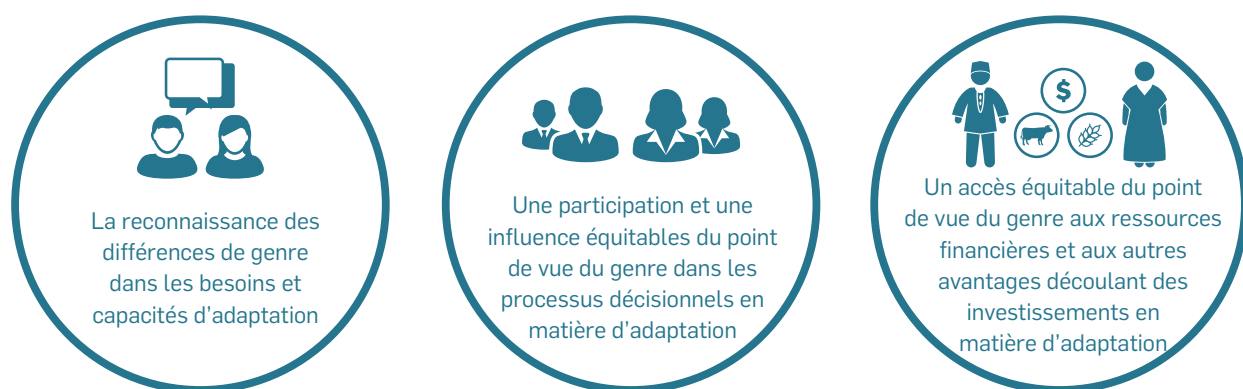 La reconnaissance des
différences de genre
dans les besoins et
capacités d’adaptation
Une participation et une
influence équitables du point
de vue du genre dans les
processus décisionnels en
matière d’adaptation
$
Un accès équitable du point
de vue du genre aux ressources
financières et aux autres
avantages découlant des
investissements en
matière d’adaptation